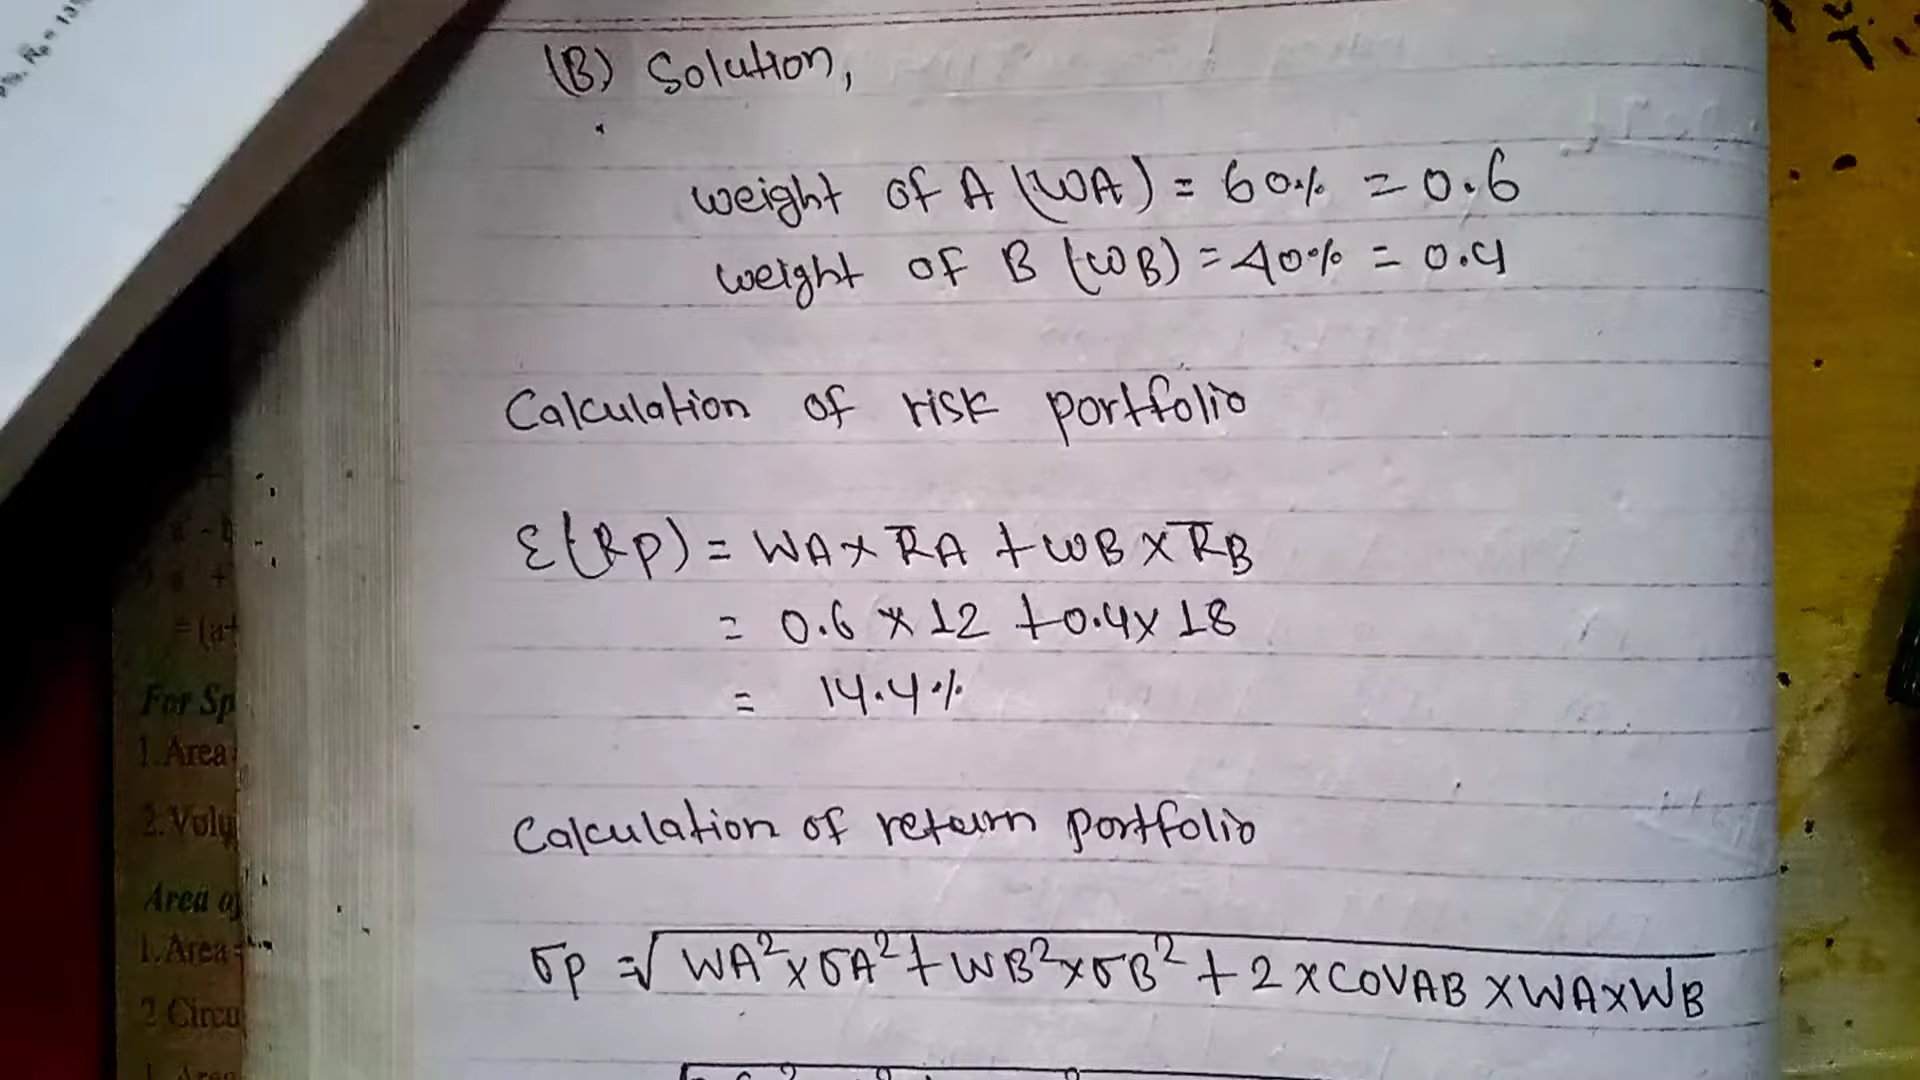 (B) Solution,
weight of A (WA) = 60% = 0.6
weight of B (WB) = 40% = 0.4
Calculation of risk portfolio
E(Rp) = WA × R̅A + WB × R̅B
= 0.6 × 12 + 0.4 × 18
= 14.4%
Calculation of return portfolio
σp = √WA²×σA²+WB²×σB²+2×COVAB×WA×WB
= (a+
For Sp
1. Area
2. Volu
Area o
1. Area =
2 Circu
1. Area